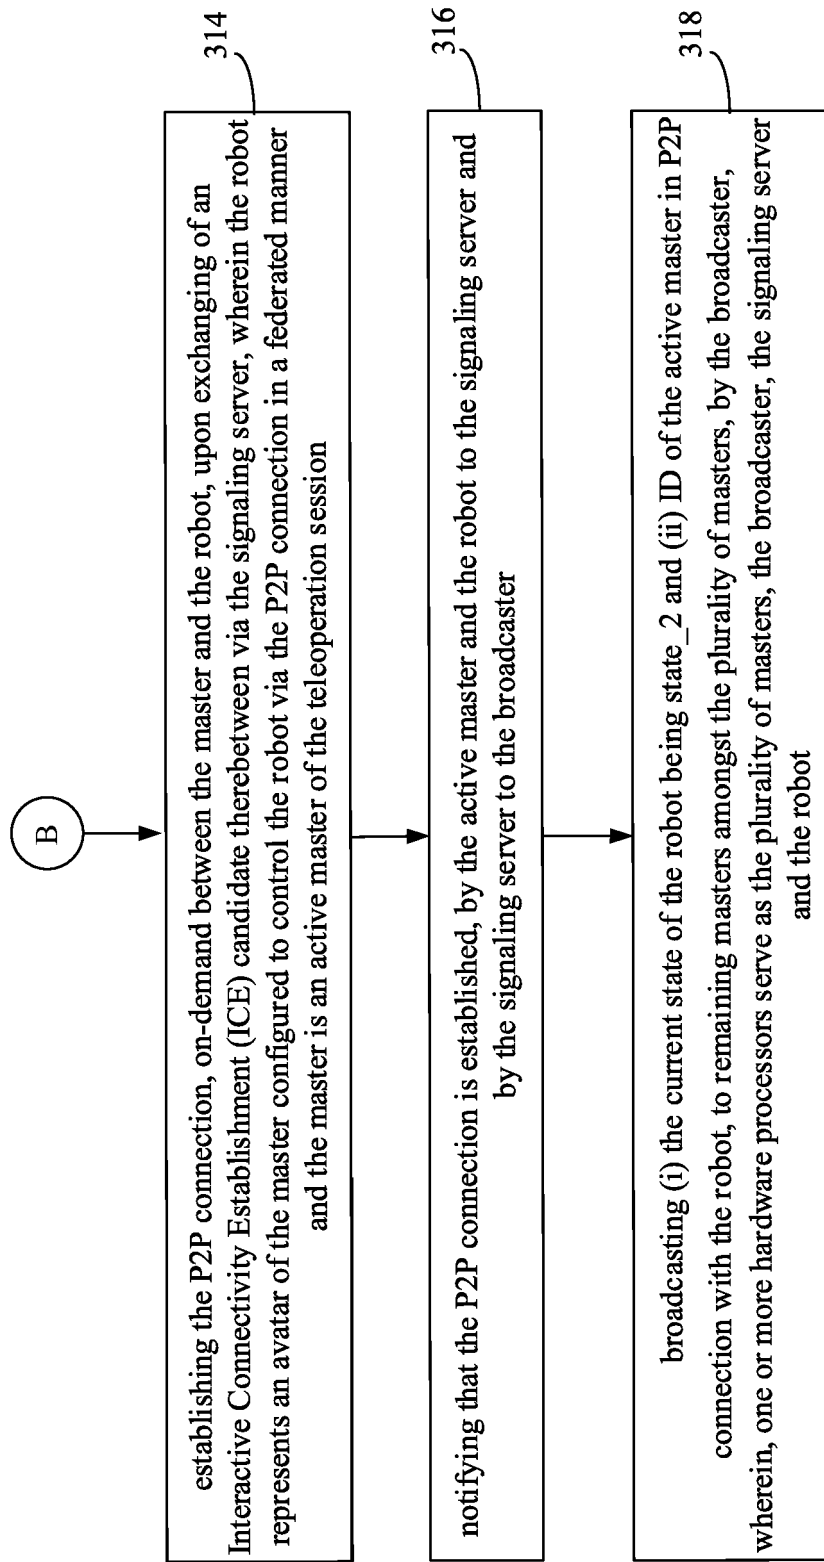 B
314
establishing the P2P connection, on-demand between the master and the robot, upon exchanging of an
Interactive Connectivity Establishment (ICE) candidate therebetween via the signaling server, wherein the robot
represents an avatar of the master configured to control the robot via the P2P connection in a federated manner
and the master is an active master of the teleoperation session
316
notifying that the P2P connection is established, by the active master and the robot to the signaling server and
by the signaling server to the broadcaster
318
broadcasting (i) the current state of the robot being state_2 and (ii) ID of the active master in P2P
connection with the robot, to remaining masters amongst the plurality of masters, by the broadcaster,
wherein, one or more hardware processors serve as the plurality of masters, the broadcaster, the signaling server
and the robot